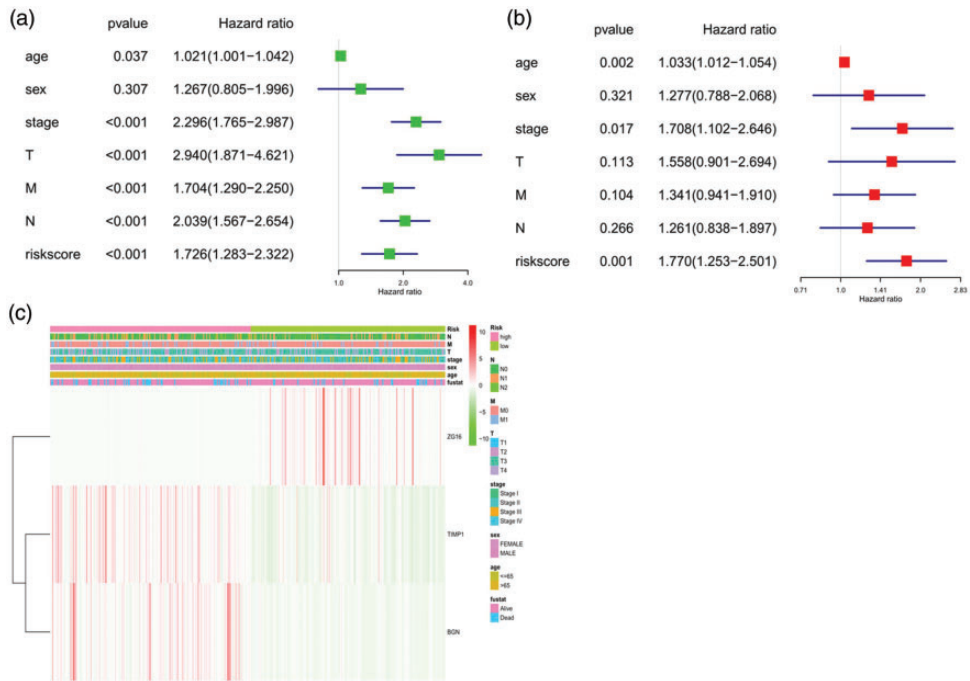 (a)
pvalue Hazard ratio
age 0.037 1.021(1.001−1.042)
sex 0.307 1.267(0.805−1.996)
stage <0.001 2.296(1.765−2.987)
T <0.001 2.940(1.871−4.621)
M <0.001 1.704(1.290−2.250)
N <0.001 2.039(1.567−2.654)
riskscore <0.001 1.726(1.283−2.322)
1.0 2.0 4.0
Hazard ratio
(b)
pvalue Hazard ratio
age 0.002 1.033(1.012−1.054)
sex 0.321 1.277(0.788−2.068)
stage 0.017 1.708(1.102−2.646)
T 0.113 1.558(0.901−2.694)
M 0.104 1.341(0.941−1.910)
N 0.266 1.261(0.838−1.897)
riskscore 0.001 1.770(1.253−2.501)
0.71 1.0 1.41 2.0 2.83
Hazard ratio
(c)
Risk
N
M
T
stage
sex
age
fustat
ZG16
TIMP1
BGN
10
5
0
−5
−10
Risk
high
low
N
N0
N1
N2
M
M0
M1
T
T1
T2
T3
T4
stage
Stage I
Stage II
Stage III
Stage IV
sex
FEMALE
MALE
age
<=65
>65
fustat
Alive
Dead